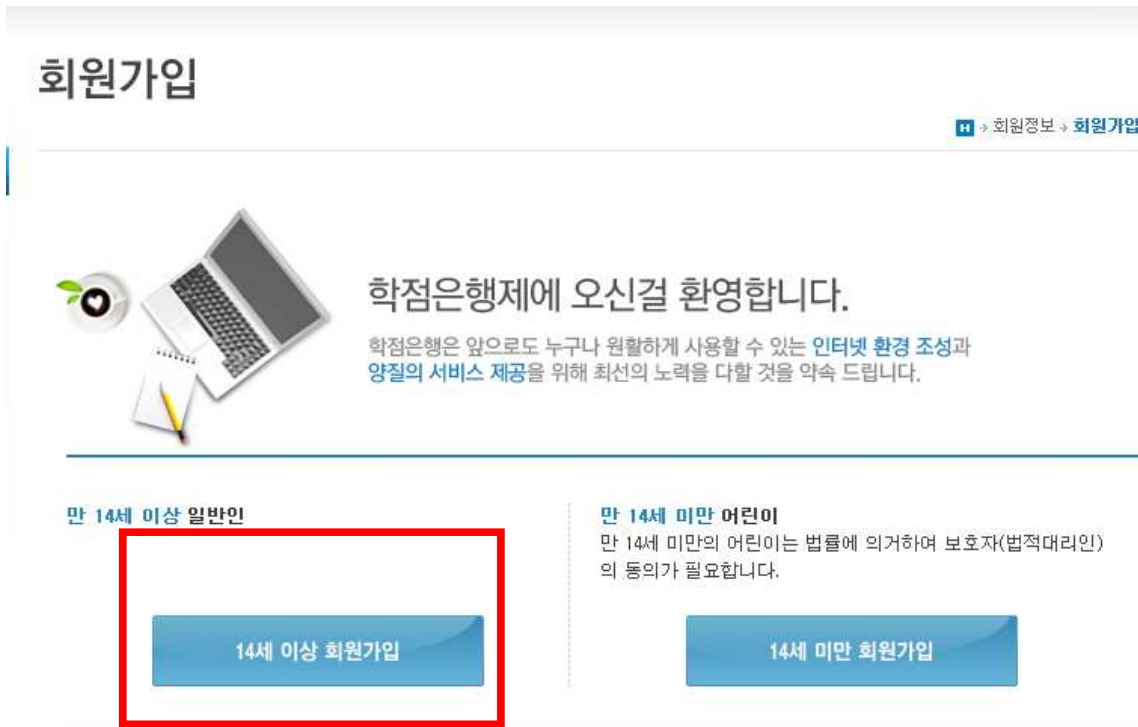 회원가입
H 회원정보 회원가입
학점은행제에 오신걸 환영합니다.
학점은행은 앞으로도 누구나 원활하게 사용할 수 있는 인터넷 환경 조성과
양질의 서비스 제공을 위해 최선의 노력을 다할 것을 약속 드립니다.
만 14세 이상 일반인
14세 이상 회원가입
만 14세 미만 어린이
만 14세 미만의 어린이는 법률에 의거하여 보호자(법적대리인)
의 동의가 필요합니다.
14세 미만 회원가입